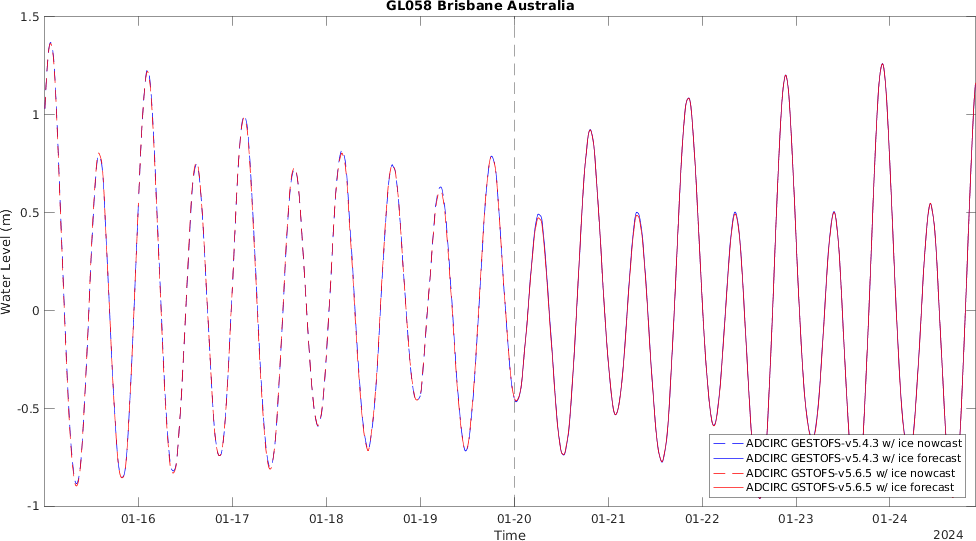 GL058 Brisbane Australia
1.5
1
0.5
0
-0.5
-1
Water Level (m)
ADCIRC GESTOFS-v5.4.3 w/ ice nowcast
ADCIRC GESTOFS-v5.4.3 w/ ice forecast
ADCIRC GSTOFS-v5.6.5 w/ ice nowcast
ADCIRC GSTOFS-v5.6.5 w/ ice forecast
01-16 01-17 01-18 01-19 01-20 01-21 01-22 01-23 01-24
Time
2024